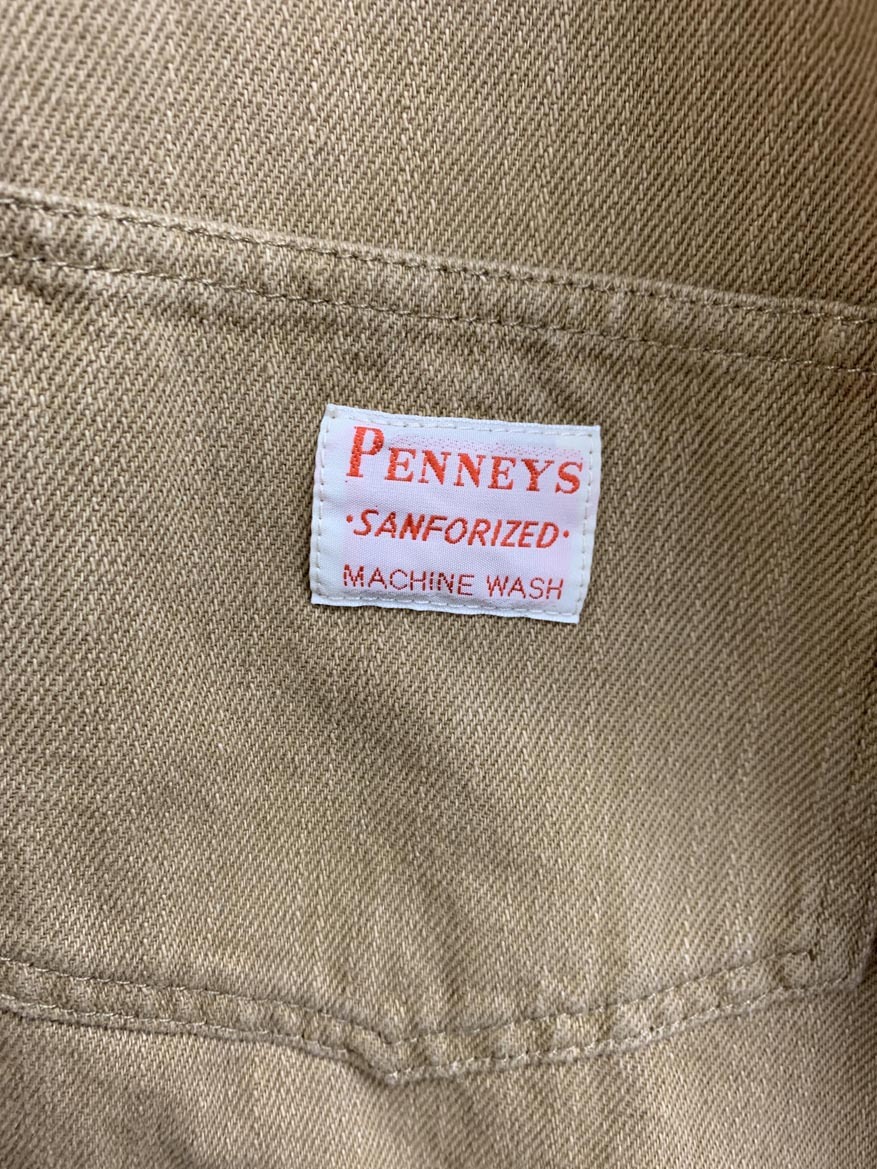 PENNEYS
·SANFORIZED·
MACHINE WASH